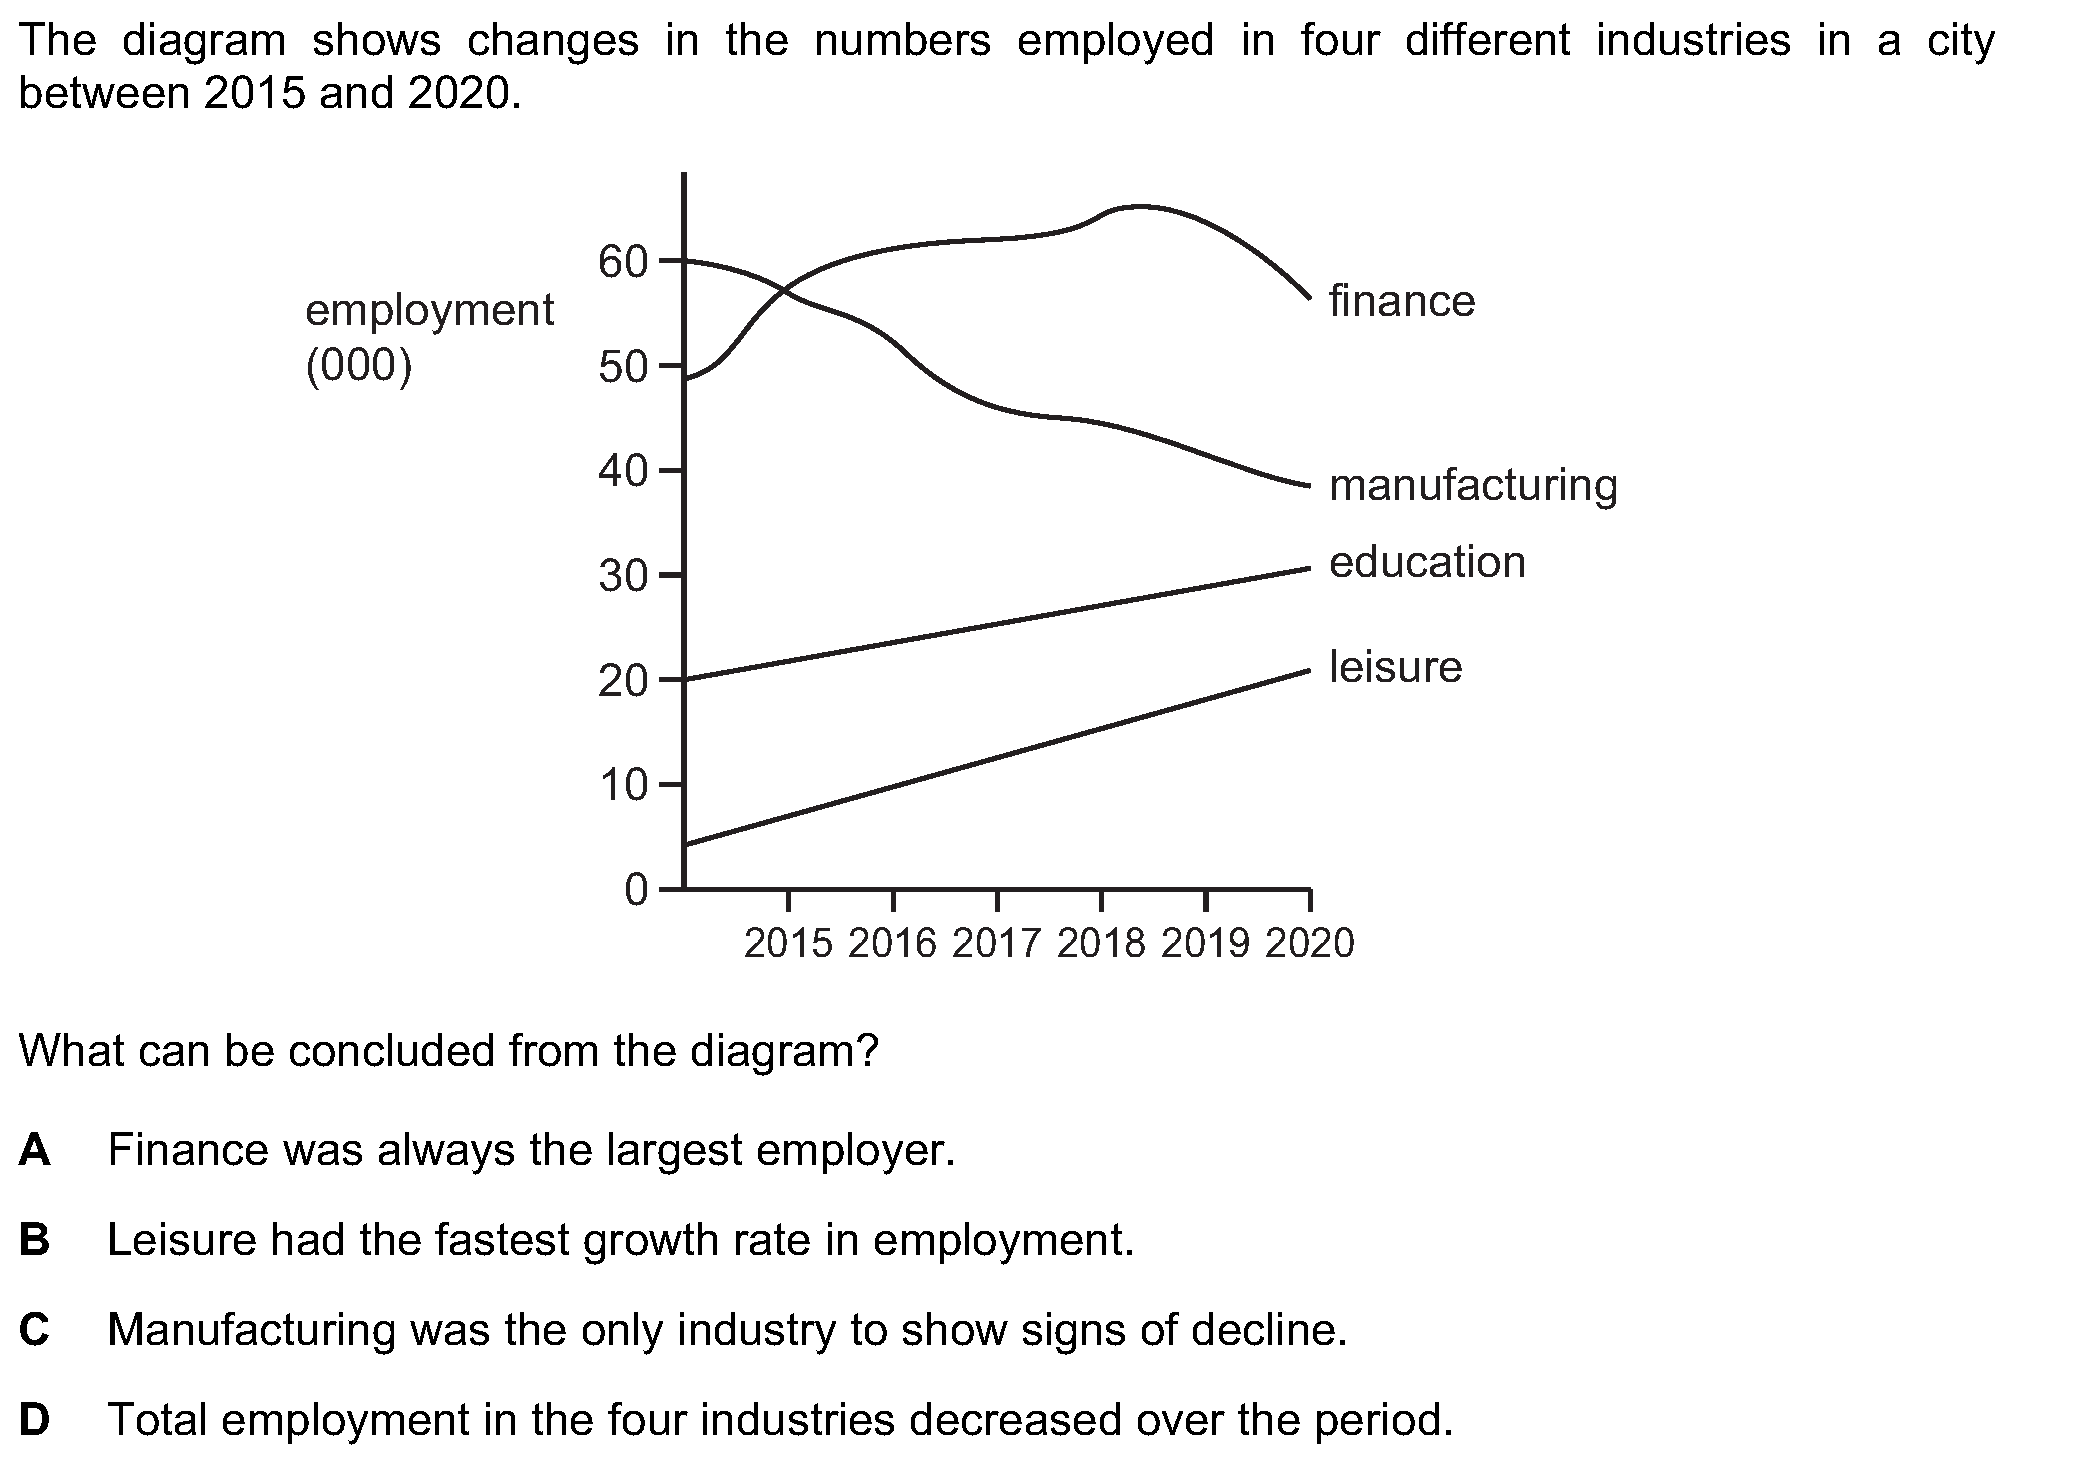 The diagram shows changes in the numbers employed in four different industries in a city
between 2015 and 2020.
60
50
40
30
20
10
0
employment
(000)
finance
manufacturing
education
leisure
2015 2016 2017 2018 2019 2020
What can be concluded from the diagram?
A Finance was always the largest employer.
B Leisure had the fastest growth rate in employment.
C Manufacturing was the only industry to show signs of decline.
D Total employment in the four industries decreased over the period.